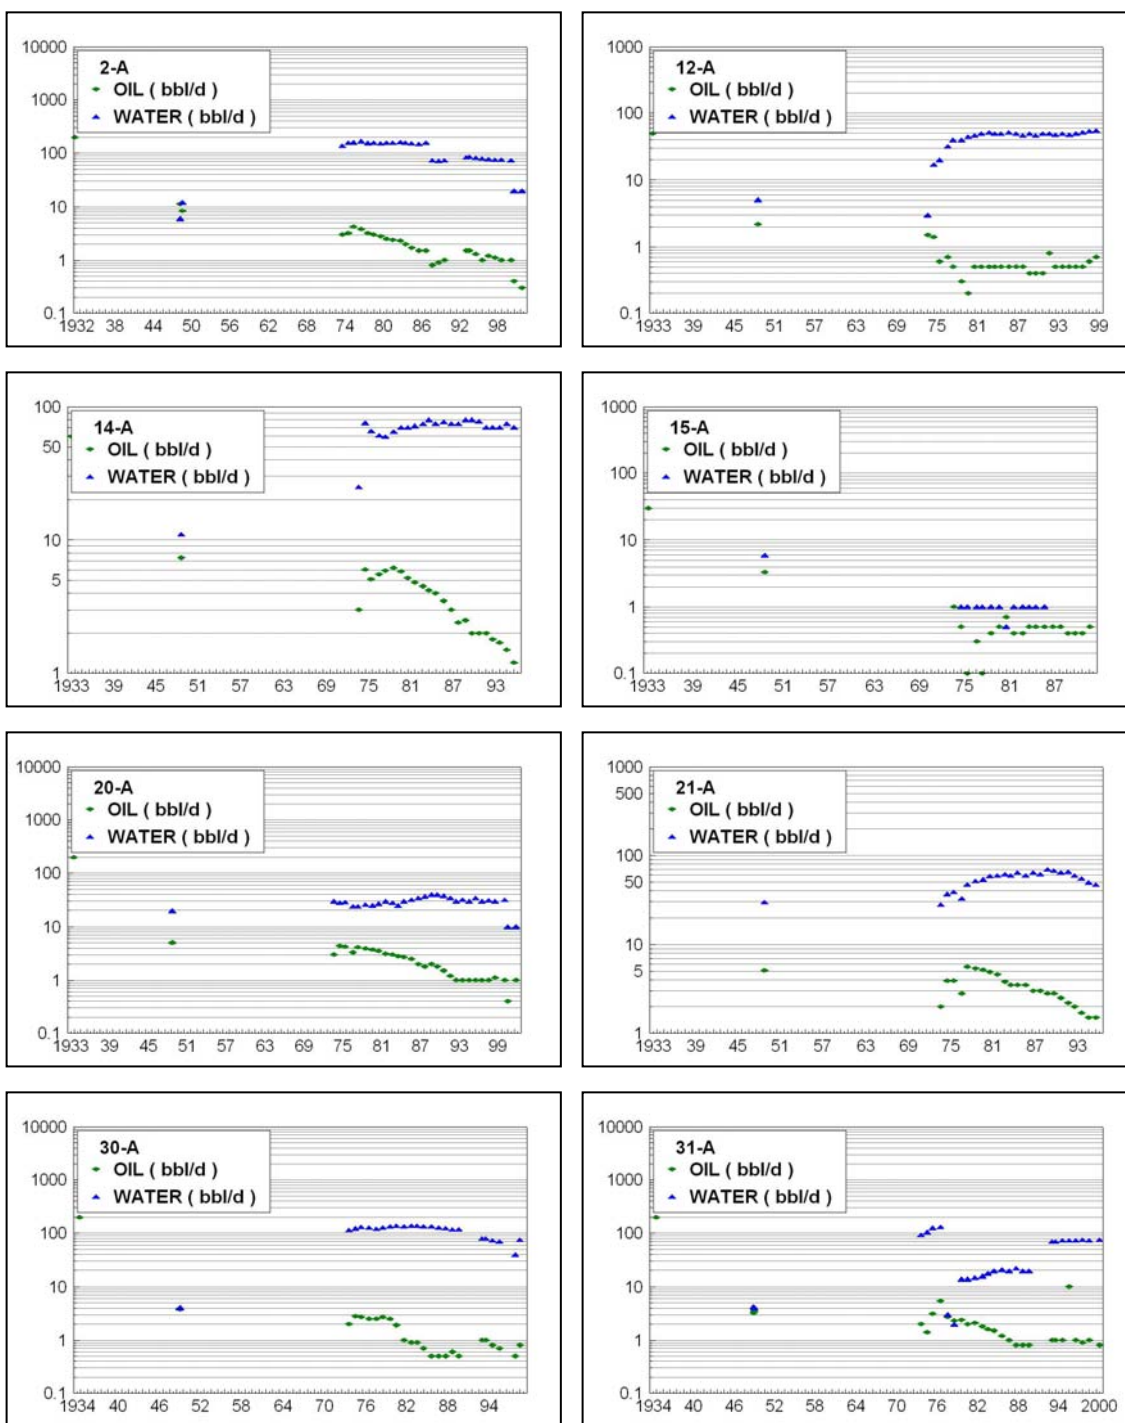 10000
1000
100
10
1
0.1
2-A
OIL ( bbl/d )
WATER ( bbl/d )
1932 38 44 50 56 62 68 74 80 86 92 98
1000
100
10
1
0.1
12-A
OIL ( bbl/d )
WATER ( bbl/d )
1933 39 45 51 57 63 69 75 81 87 93 99
100
50
10
5
1
14-A
OIL ( bbl/d )
WATER ( bbl/d )
1933 39 45 51 57 63 69 75 81 87 93
1000
100
10
1
0.1
15-A
OIL ( bbl/d )
WATER ( bbl/d )
1933 39 45 51 57 63 69 75 81 87
10000
1000
100
10
1
0.1
20-A
OIL ( bbl/d )
WATER ( bbl/d )
1933 39 45 51 57 63 69 75 81 87 93 99
1000
500
100
50
10
5
1
21-A
OIL ( bbl/d )
WATER ( bbl/d )
1933 39 45 51 57 63 69 75 81 87 93
10000
1000
100
10
1
0.1
30-A
OIL ( bbl/d )
WATER ( bbl/d )
1934 40 46 52 58 64 70 76 82 88 94
10000
1000
100
10
1
0.1
31-A
OIL ( bbl/d )
WATER ( bbl/d )
1934 40 46 52 58 64 70 76 82 88 94 2000